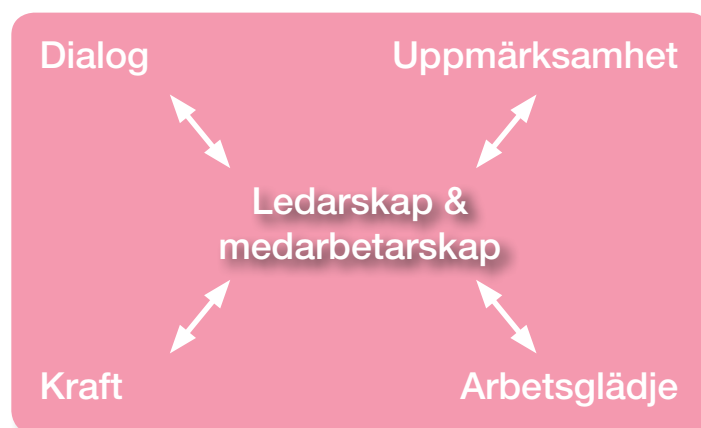 Dialog
Uppmärksamhet
Ledarskap &
medarbetarskap
Kraft
Arbetsglädje